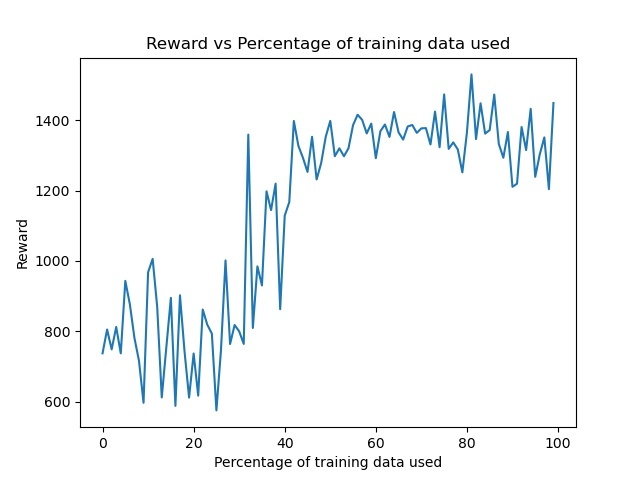 Reward vs Percentage of training data used
1400
1200
1000
800
600
Reward
0 20 40 60 80 100
Percentage of training data used